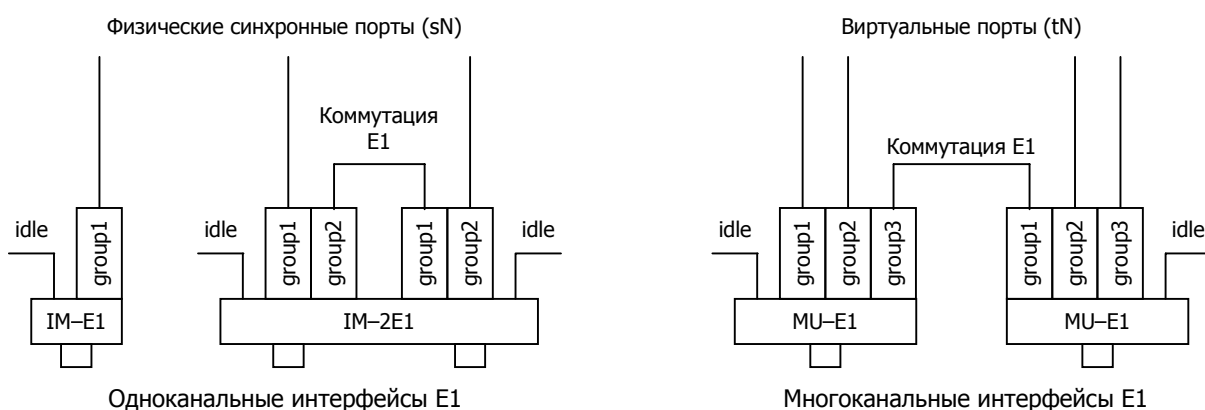 Физические синхронные порты (sN)
Виртуальные порты (tN)
Коммутация
E1
Коммутация E1
idle
group1
idle
group1
group2
group1
group2
idle
idle
group1
group2
group3
group1
group2
group3
idle
IM–E1
IM–2E1
MU–E1
MU–E1
Одноканальные интерфейсы E1
Многоканальные интерфейсы E1